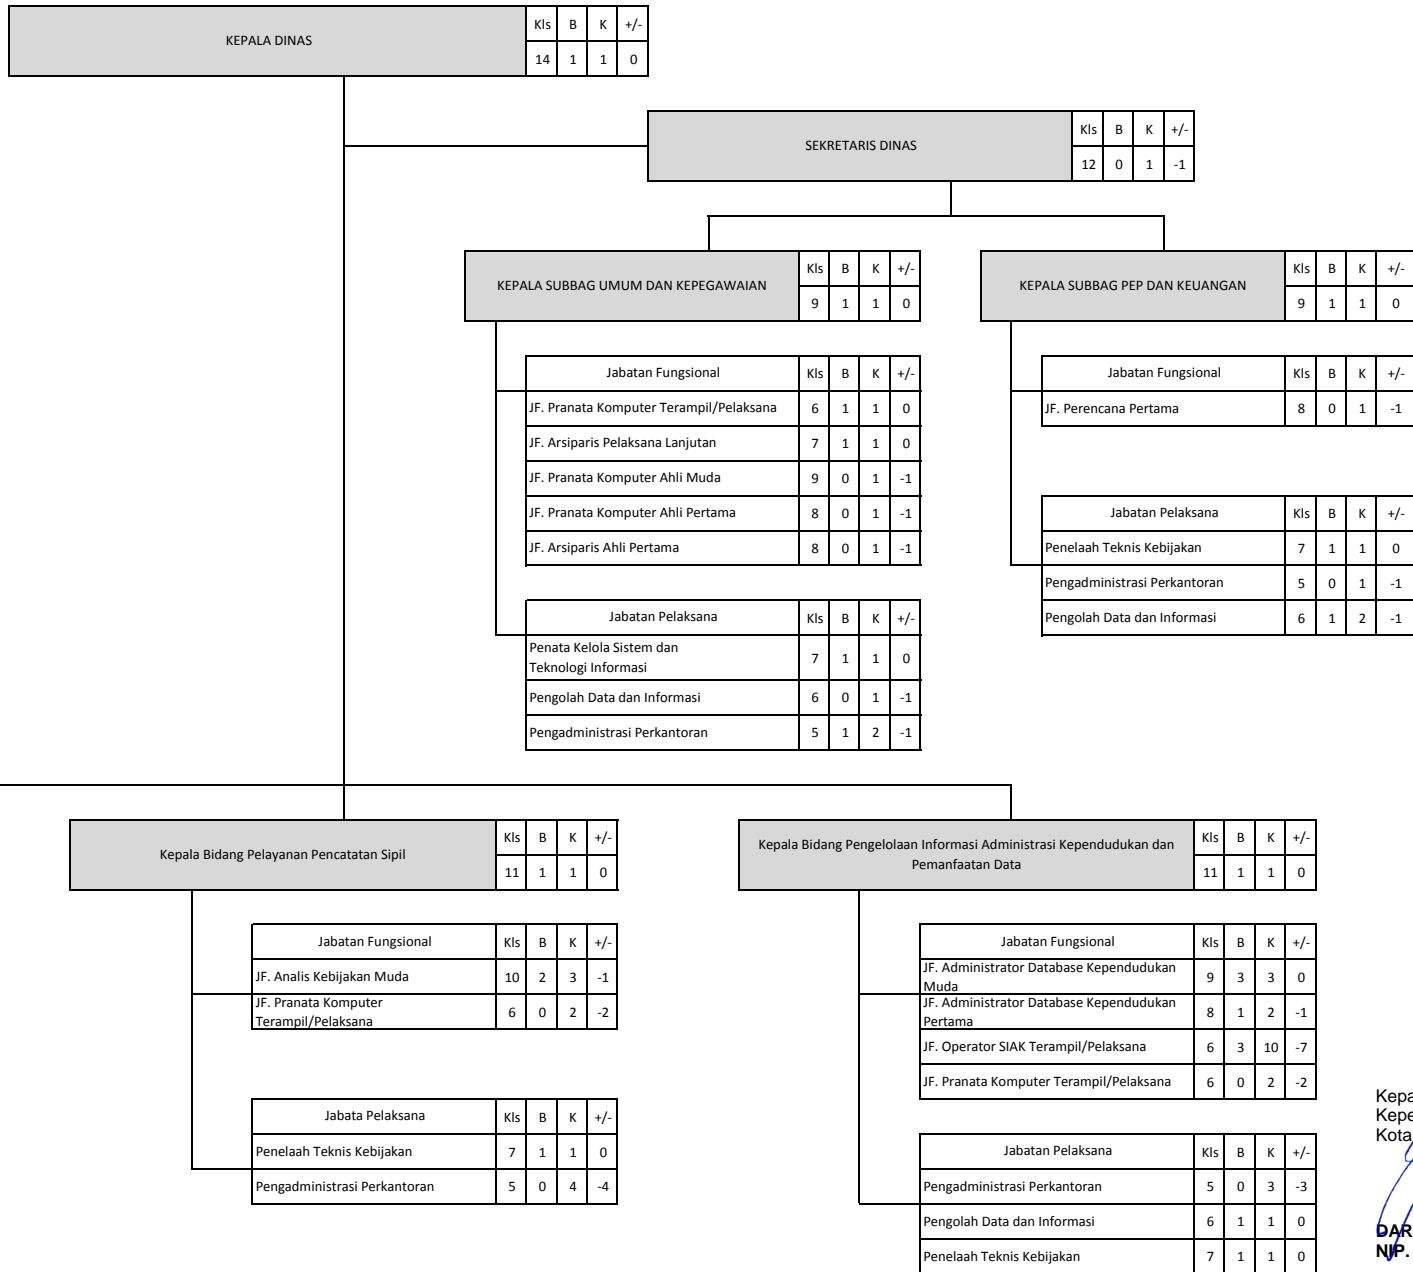 KEPALA DINAS
Kls B K +/-
14 1 1 0
SEKRETARIS DINAS
Kls B K +/-
12 0 1 -1
KEPALA SUBBAG UMUM DAN KEPEGAWAIAN
Kls B K +/-
9 1 1 0
Jabatan Fungsional Kls B K +/-
JF. Pranata Komputer Terampil/Pelaksana 6 1 1 0
JF. Arsiparis Pelaksana Lanjutan 7 1 1 0
JF. Pranata Komputer Ahli Muda 9 0 1 -1
JF. Pranata Komputer Ahli Pertama 8 0 1 -1
JF. Arsiparis Ahli Pertama 8 0 1 -1
Jabatan Pelaksana Kls B K +/-
Penata Kelola Sistem dan
Teknologi Informasi 7 1 1 0
Pengolah Data dan Informasi 6 0 1 -1
Pengadministrasi Perkantoran 5 1 2 -1
KEPALA SUBBAG PEP DAN KEUANGAN
Kls B K +/-
9 1 1 0
Jabatan Fungsional Kls B K +/-
JF. Perencana Pertama 8 0 1 -1
Jabatan Pelaksana Kls B K +/-
Penelaah Teknis Kebijakan 7 1 1 0
Pengadministrasi Perkantoran 5 0 1 -1
Pengolah Data dan Informasi 6 1 2 -1
Kepala Bidang Pelayanan Pencatatan Sipil
Kls B K +/-
11 1 1 0
Jabatan Fungsional Kls B K +/-
JF. Analis Kebijakan Muda 10 2 3 -1
JF. Pranata Komputer
Terampil/Pelaksana 6 0 2 -2
Jabata Pelaksana Kls B K +/-
Penelaah Teknis Kebijakan 7 1 1 0
Pengadministrasi Perkantoran 5 0 4 -4
Kepala Bidang Pengelolaan Informasi Administrasi Kependudukan dan
Pemanfaatan Data
Kls B K +/-
11 1 1 0
Jabatan Fungsional Kls B K +/-
JF. Administrator Database Kependudukan
Muda 9 3 3 0
JF. Administrator Database Kependudukan
Pertama 8 1 2 -1
JF. Operator SIAK Terampil/Pelaksana 6 3 10 -7
JF. Pranata Komputer Terampil/Pelaksana 6 0 2 -2
Jabatan Pelaksana Kls B K +/-
Pengadministrasi Perkantoran 5 0 3 -3
Pengolah Data dan Informasi 6 1 1 0
Penelaah Teknis Kebijakan 7 1 1 0
Kepa
Kepe
Kota
DAR
NIP.